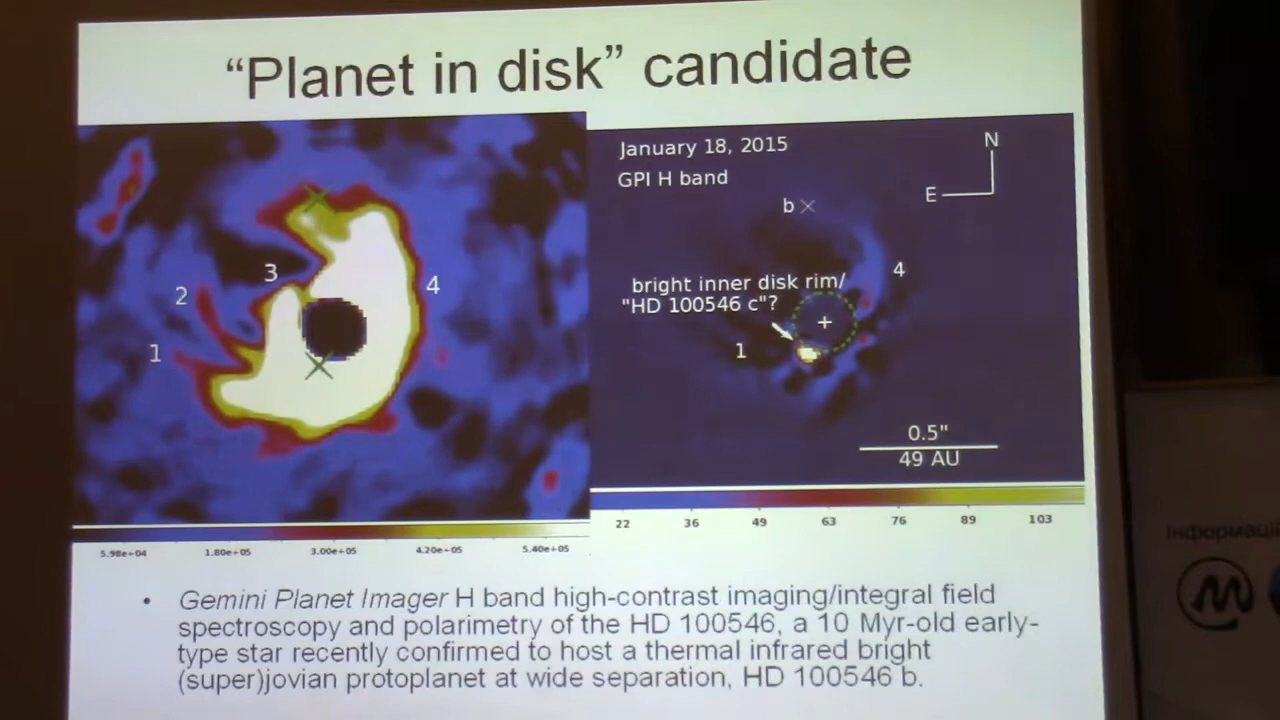 “Planet in disk” candidate
3
2
1
4
5.98e+04 1.80e+05 3.00e+05 4.20e+05 5.40e+05
January 18, 2015
GPI H band
N
E
b
4
bright inner disk rim/
"HD 100546 c"?
1
0.5"
49 AU
22 36 49 63 76 89 103
• Gemini Planet Imager H band high-contrast imaging/integral field
spectroscopy and polarimetry of the HD 100546, a 10 Myr-old early-
type star recently confirmed to host a thermal infrared bright
(super)jovian protoplanet at wide separation, HD 100546 b.
Інформаці